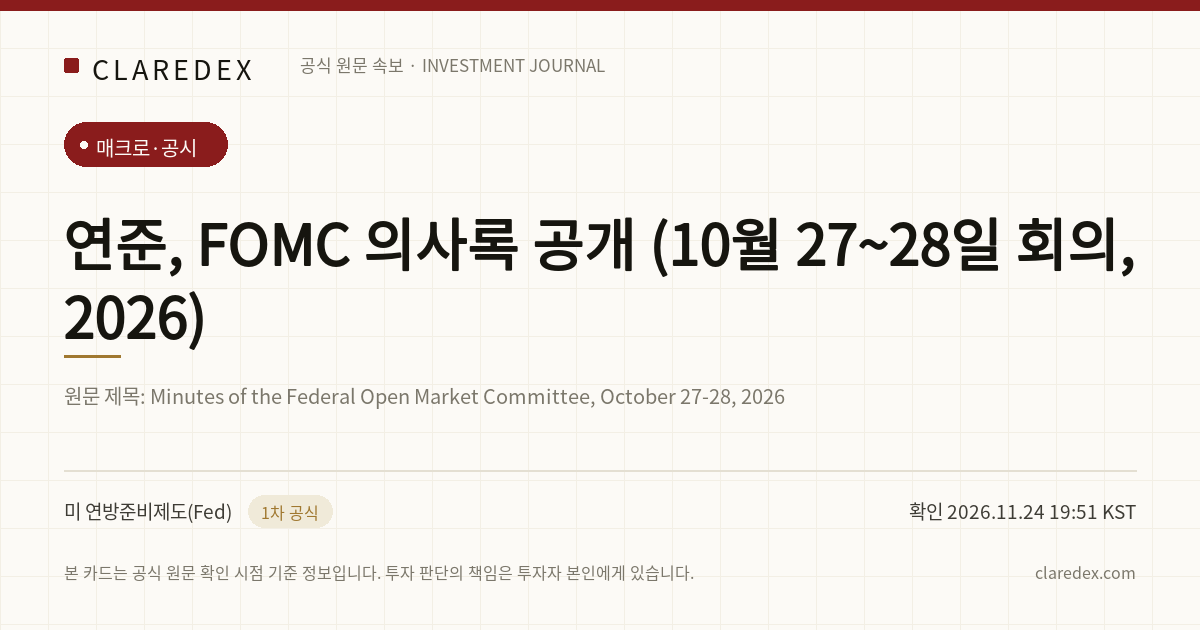 CLAREDEX
공식 원문 속보 · INVESTMENT JOURNAL
매크로·공시
연준, FOMC 의사록 공개 (10월 27~28일 회의,
2026)
원문 제목: Minutes of the Federal Open Market Committee, October 27-28, 2026
미 연방준비제도(Fed)
1차 공식
확인 2026.11.24 19:51 KST
본 카드는 공식 원문 확인 시점 기준 정보입니다. 투자 판단의 책임은 투자자 본인에게 있습니다.
claredex.com